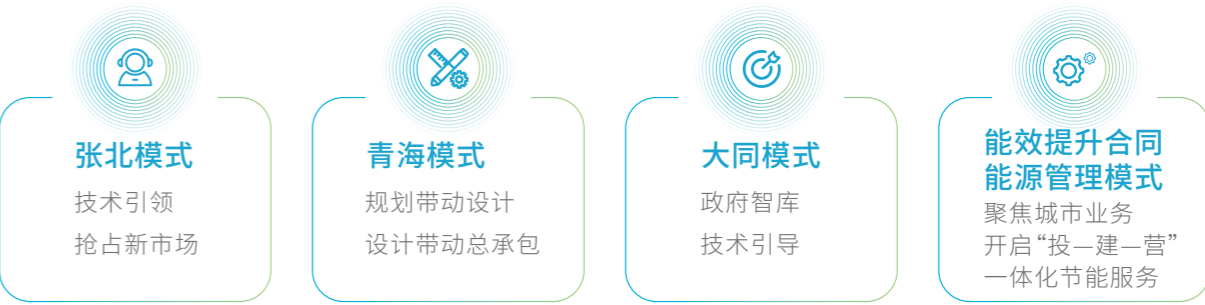 张北模式
技术引领
抢占新市场
青海模式
规划带动设计
设计带动总承包
大同模式
政府智库
技术引导
能效提升合同
能源管理模式
聚焦城市业务
开启“投—建—营”
一体化节能服务